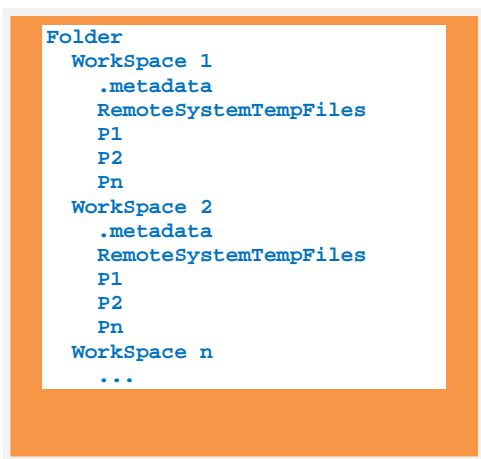 Folder
WorkSpace 1
.metadata
RemoteSystemTempFiles
P1
P2
Pn
WorkSpace 2
.metadata
RemoteSystemTempFiles
P1
P2
Pn
WorkSpace n
...